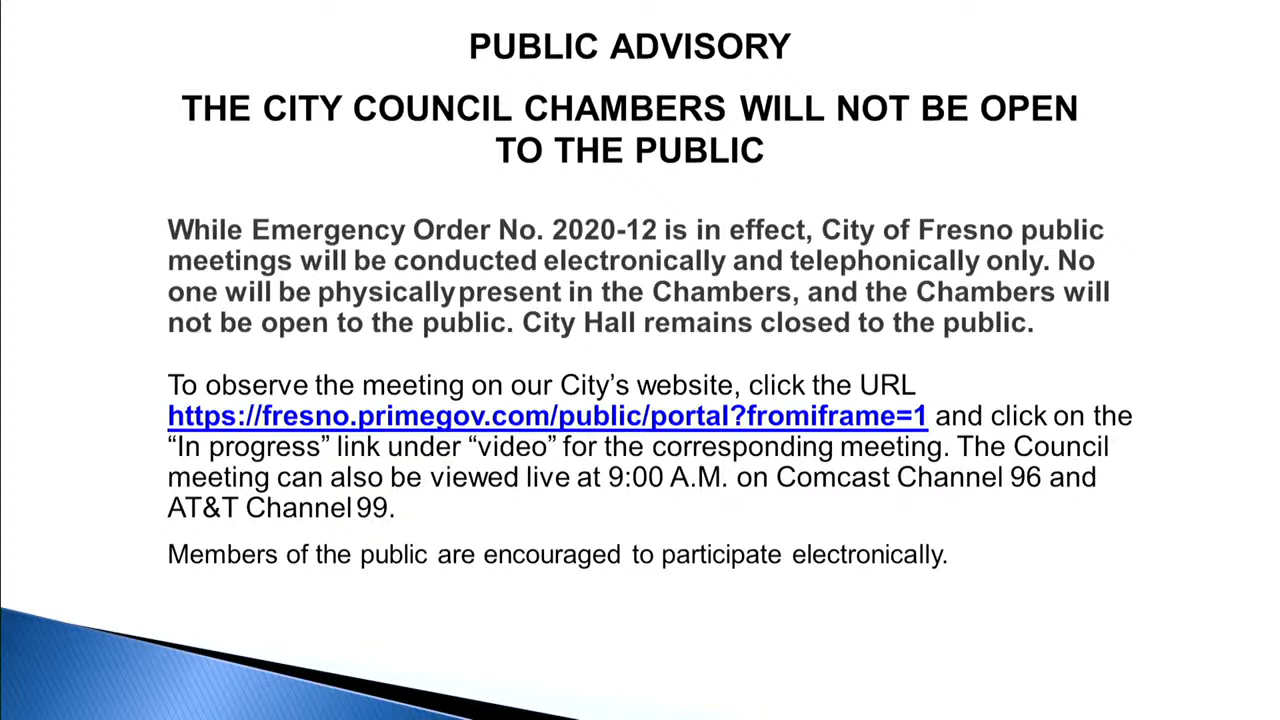 PUBLIC ADVISORY
THE CITY COUNCIL CHAMBERS WILL NOT BE OPEN
TO THE PUBLIC
While Emergency Order No. 2020-12 is in effect, City of Fresno public
meetings will be conducted electronically and telephonically only. No
one will be physically present in the Chambers, and the Chambers will
not be open to the public. City Hall remains closed to the public.
To observe the meeting on our City’s website, click the URL
https://fresno.primegov.com/public/portal?fromiframe=1 and click on the
“In progress” link under “video” for the corresponding meeting. The Council
meeting can also be viewed live at 9:00 A.M. on Comcast Channel 96 and
AT&T Channel 99.
Members of the public are encouraged to participate electronically.